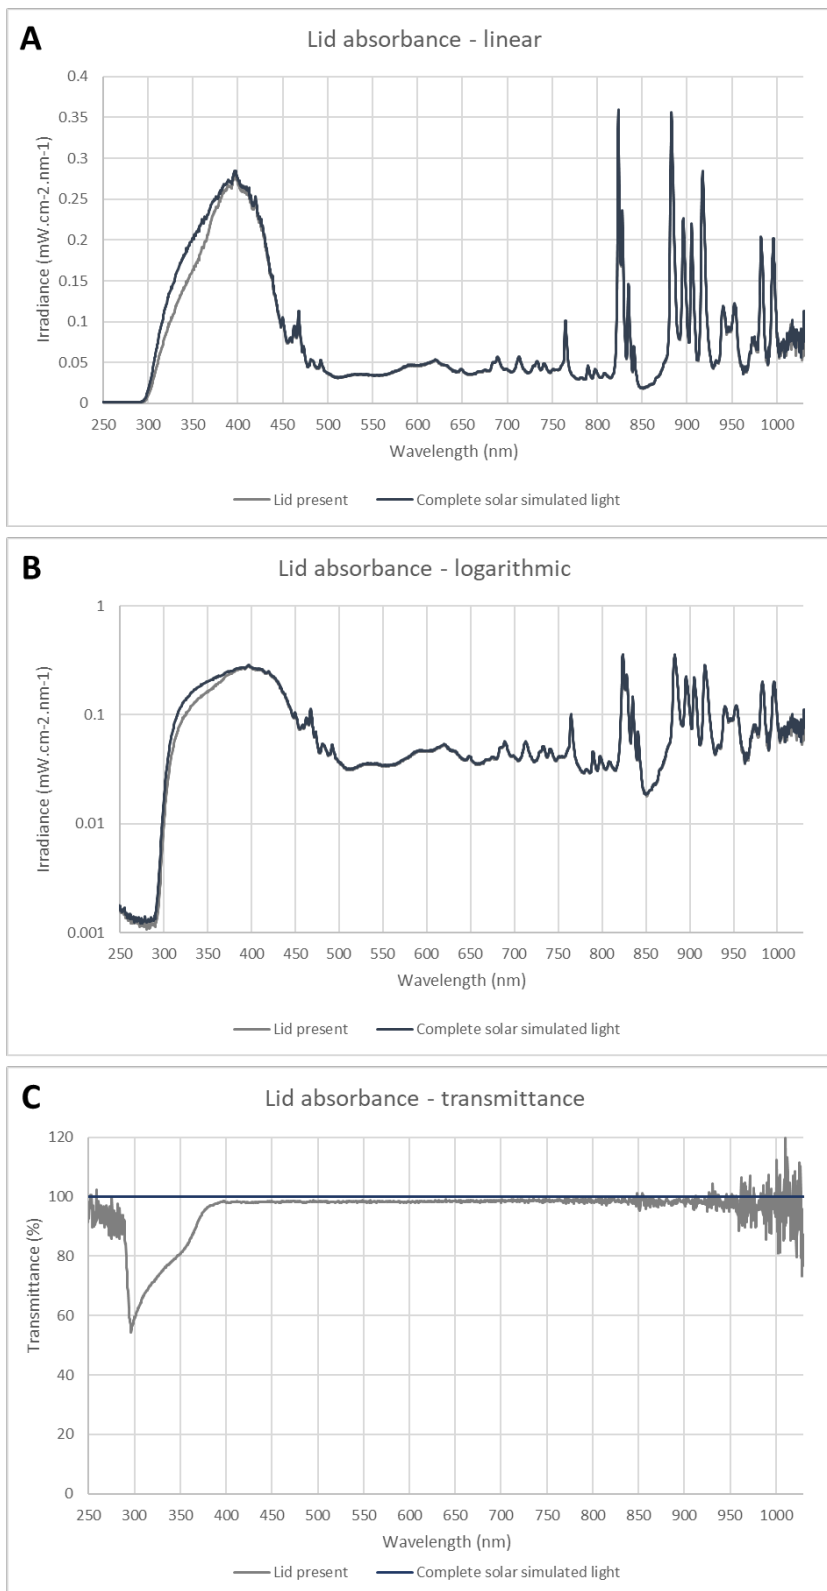 A
Lid absorbance - linear
0.4
0.35
0.3
0.25
0.2
0.15
0.1
0.05
0
Irradiance (mW.cm-2.nm-1)
250 300 350 400 450 500 550 600 650 700 750 800 850 900 950 1000
Wavelength (nm)
Lid present Complete solar simulated light
B
Lid absorbance - logarithmic
1
0.1
0.01
0.001
Irradiance (mW.cm-2.nm-1)
250 300 350 400 450 500 550 600 650 700 750 800 850 900 950 1000
Wavelength (nm)
Lid present Complete solar simulated light
C
Lid absorbance - transmittance
120
100
80
60
40
20
0
Transmittance (%)
250 300 350 400 450 500 550 600 650 700 750 800 850 900 950 1000
Wavelength (nm)
Lid present Complete solar simulated light